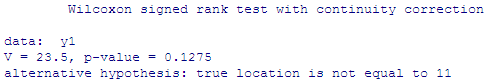 Wilcoxon signed rank test with continuity correction
data:  y1
V = 23.5, p-value = 0.1275
alternative hypothesis: true location is not equal to 11